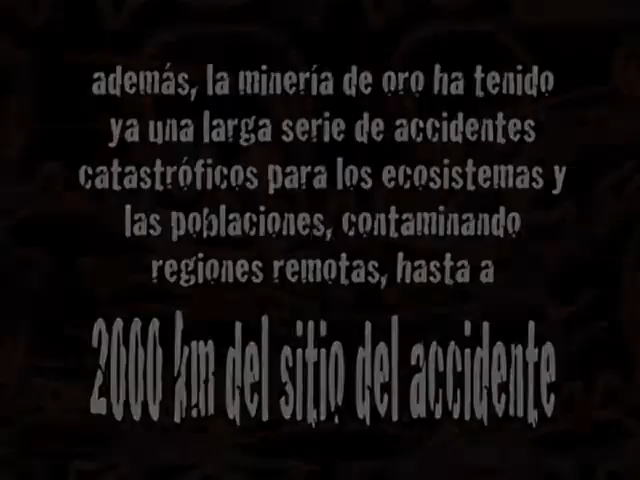 además, la minería de oro ha tenido
ya una larga serie de accidentes
catastróficos para los ecosistemas y
las poblaciones, contaminando
regiones remotas, hasta a
2000 km del sitio del accidente